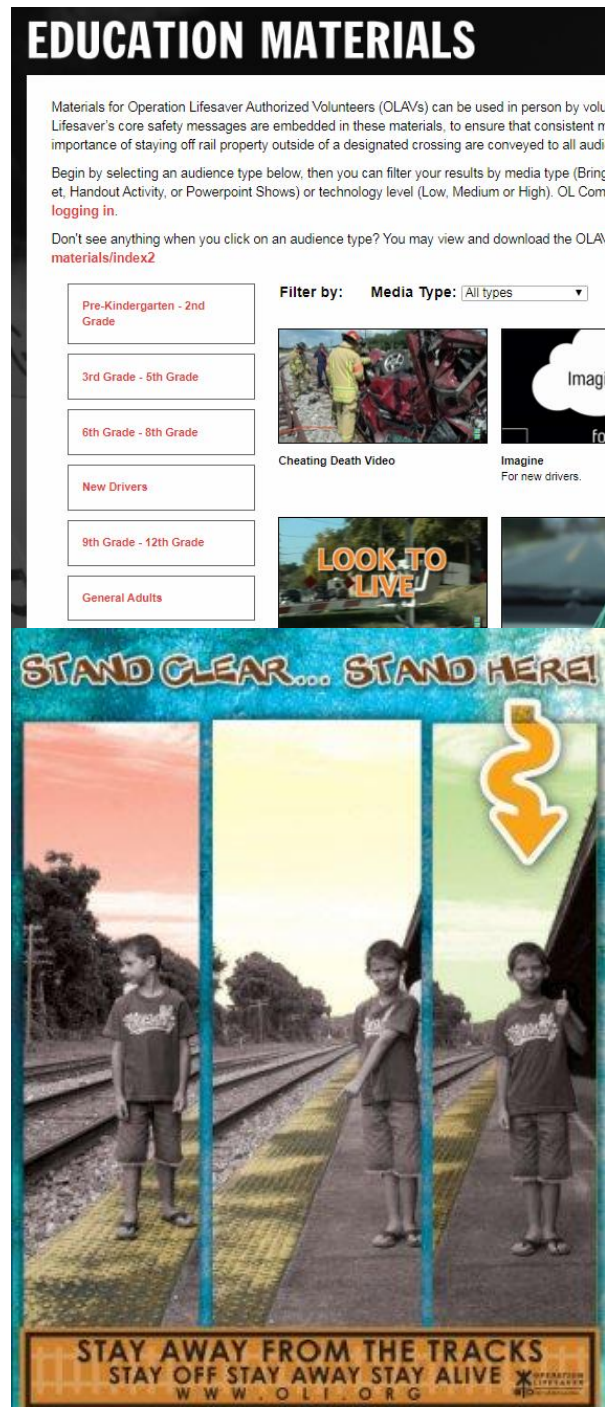 EDUCATION MATERIALS
Materials for Operation Lifesaver Authorized Volunteers (OLAVs) can be used in person by volu
Lifesaver's core safety messages are embedded in these materials, to ensure that consistent m
importance of staying off rail property outside of a designated crossing are conveyed to all audi
Begin by selecting an audience type below, then you can filter your results by media type (Bring
et, Handout Activity, or Powerpoint Shows) or technology level (Low, Medium or High). OL Com
logging in.
Don't see anything when you click on an audience type? You may view and download the OLAV
materials/index2
Filter by: Media Type: All types
Pre-Kindergarten - 2nd
Grade
3rd Grade - 5th Grade
6th Grade - 8th Grade
New Drivers
9th Grade - 12th Grade
General Adults
Imagi
fo
Cheating Death Video
Imagine
For new drivers.
LOOK TO
LIVE
STAND CLEAR... STAND HERE!
STAY AWAY FROM THE TRACKS
STAY OFF STAY AWAY STAY ALIVE
OPERATION
LIFESAVER
WWW.OLI.ORG